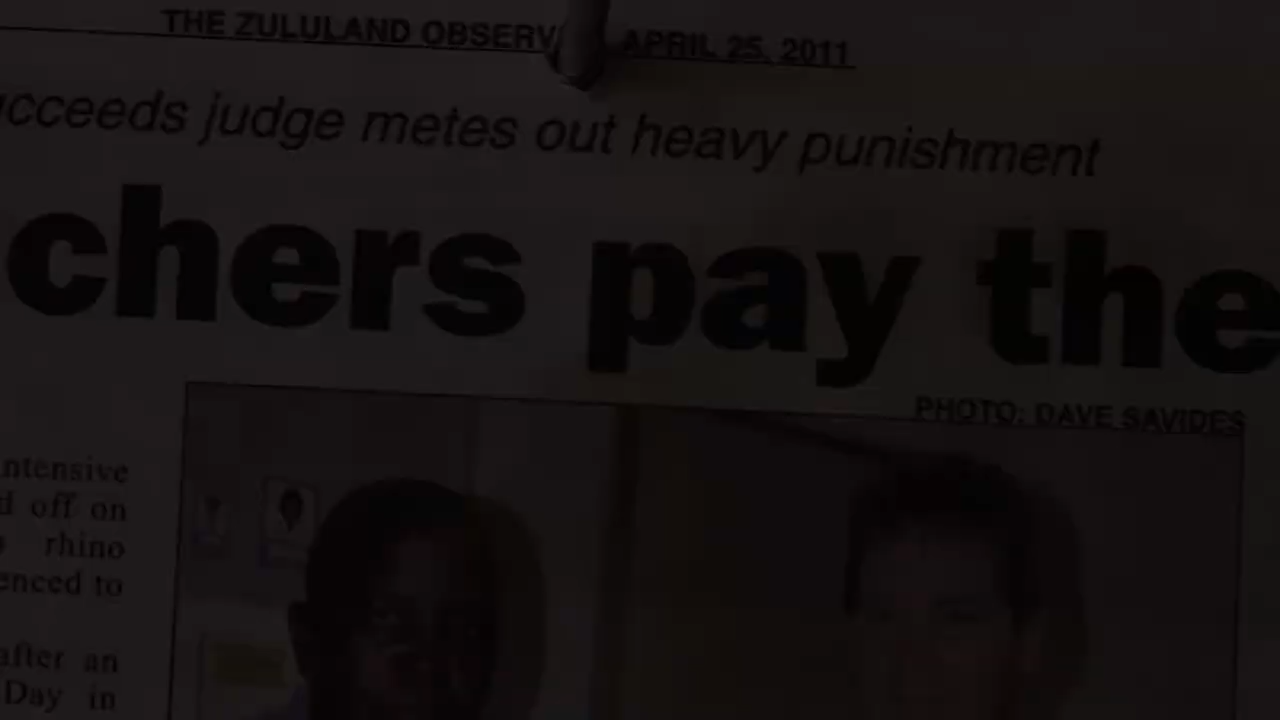 THE ZULULAND OBSERV APRIL 25, 2011
cceeds judge metes out heavy punishment
chers pay the
PHOTO: DAVE SAVIDES
ntensive
d off on
rhino
enced to
after an
Day in